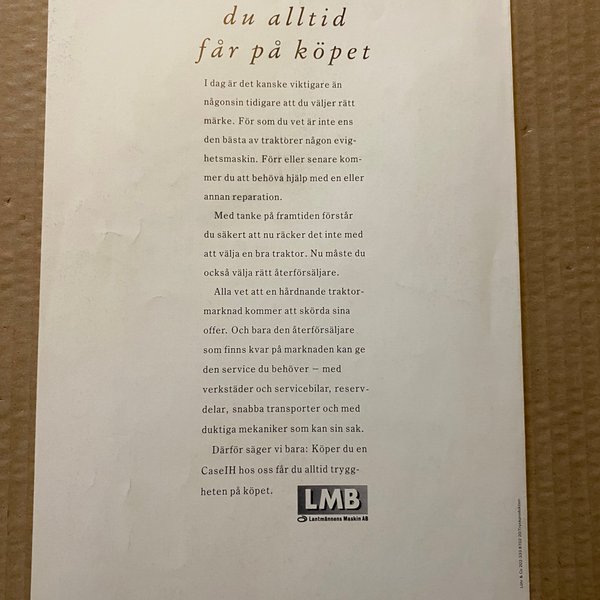 du alltid
får på köpet
I dag är det kanske viktigare än
någonsin tidigare att du väljer rätt
märke. För som du vet är inte ens
den bästa av traktorer någon evig-
hetsmaskin. Förr eller senare kom-
mer du att behöva hjälp med en eller
annan reparation.
Med tanke på framtiden förstår
du säkert att nu räcker det inte med
att välja en bra traktor. Nu måste du
också välja rätt återförsäljare.
Alla vet att en hårdnande traktor-
marknad kommer att skörda sina
offer. Och bara den återförsäljare
som finns kvar på marknaden kan ge
den service du behöver – med
verkstäder och servicebilar, reserv-
delar, snabba transporter och med
duktiga mekaniker som kan sin sak.
Därför säger vi bara: Köper du en
CaseIH hos oss får du alltid trygg-
heten på köpet.
LMB
Lantmännens Maskin AB